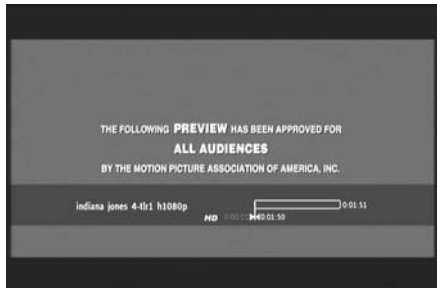 THE FOLLOWING PREVIEW HAS BEEN APPROVED FOR
ALL AUDIENCES
BY THE MOTION PICTURE ASSOCIATION OF AMERICA, INC.
indiana jones 4-tlr1 h1080p
0:01:51
HD
0:01:50